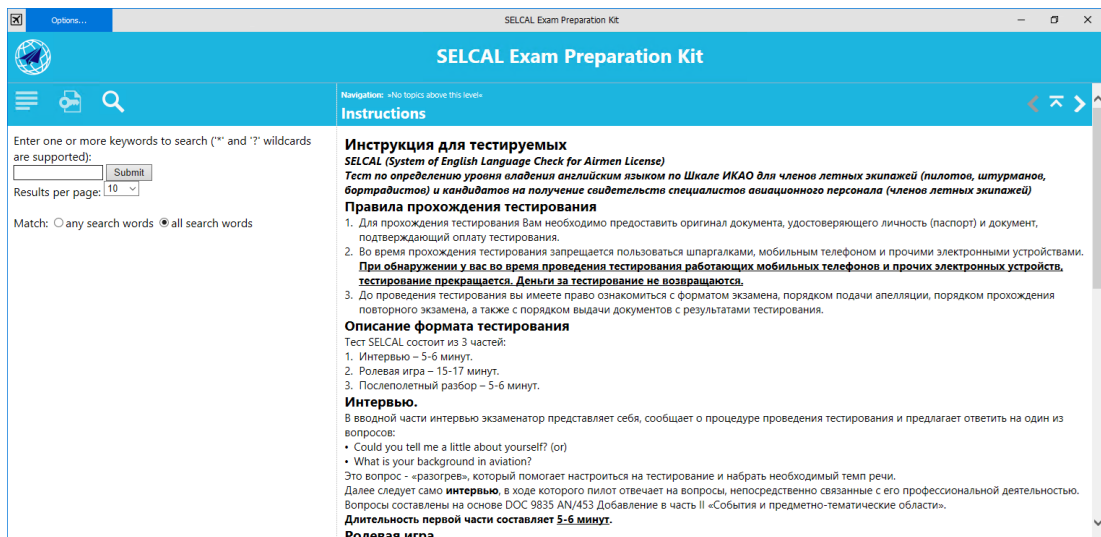 Options...
SELCAL Exam Preparation Kit
SELCAL Exam Preparation Kit
Navigation: »No topics above this level«
Instructions
Enter one or more keywords to search ('*' and '?' wildcards
are supported):
Submit
Results per page: 10
Match: any search words all search words
Инструкция для тестируемых
SELCAL (System of English Language Check for Airmen License)
Тест по определению уровня владения английским языком по Шкале ИКАО для членов летных экипажей (пилотов, штурманов,
бортрадистов) и кандидатов на получение свидетельств специалистов авиационного персонала (членов летных экипажей)
Правила прохождения тестирования
1. Для прохождения тестирования Вам необходимо предоставить оригинал документа, удостоверяющего личность (паспорт) и документ,
подтверждающий оплату тестирования.
2. Во время прохождения тестирования запрещается пользоваться шпаргалками, мобильным телефоном и прочими электронными устройствами.
При обнаружении у вас во время проведения тестирования работающих мобильных телефонов и прочих электронных устройств,
тестирование прекращается. Деньги за тестирование не возвращаются.
3. До проведения тестирования вы имеете право ознакомиться с форматом экзамена, порядком подачи апелляции, порядком прохождения
повторного экзамена, а также с порядком выдачи документов с результатами тестирования.
Описание формата тестирования
Тест SELCAL состоит из 3 частей:
1. Интервью – 5-6 минут.
2. Ролевая игра – 15-17 минут.
3. Послеполетный разбор – 5-6 минут.
Интервью.
В вводной части интервью экзаменатор представляет себя, сообщает о процедуре проведения тестирования и предлагает ответить на один из
вопросов:
• Could you tell me a little about yourself? (or)
• What is your background in aviation?
Это вопрос - «разогрев», который помогает настроиться на тестирование и набрать необходимый темп речи.
Далее следует само интервью, в ходе которого пилот отвечает на вопросы, непосредственно связанные с его профессиональной деятельностью.
Вопросы составлены на основе DOC 9835 AN/453 Добавление в часть II «События и предметно-тематические области».
Длительность первой части составляет 5-6 минут.
Ролевая игра